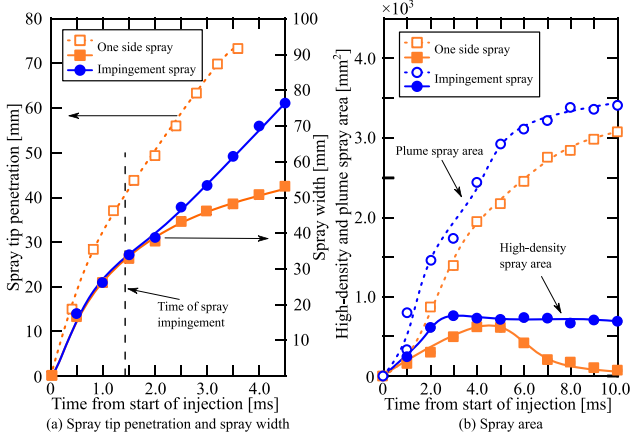 80
70
60
50
40
30
20
10
0
Spray tip penetration [mm]
One side spray
Impingement spray
Time of spray
impingement
100
90
80
70
60
50
40
30
20
10
Spray width [mm]
0 1.0 2.0 3.0 4.0
Time from start of injection [ms]
(a) Spray tip penetration and spray width
×10³
4.0
3.0
2.0
1.0
0
High-density and plume spray area [mm²]
One side spray
Impingement spray
Plume spray area
High-density
spray area
0 2.0 4.0 6.0 8.0 10.0
Time from start of injection [ms]
(b) Spray area